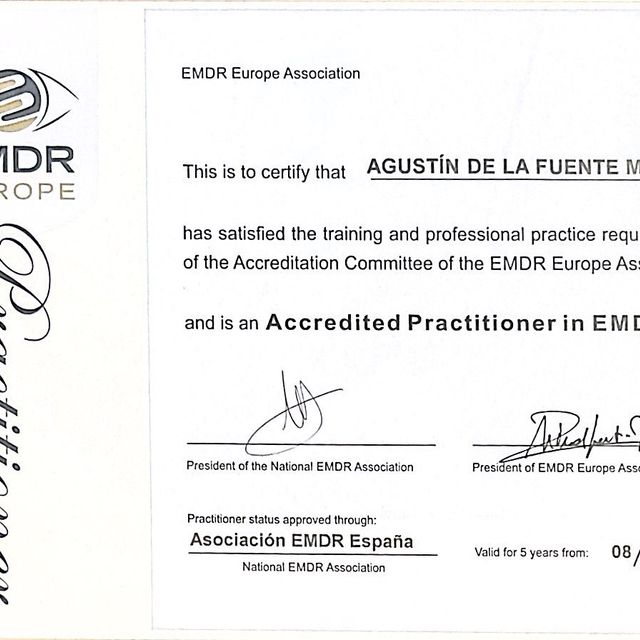 EMDR Europe Association
MDR
ROPE
Practitioner
This is to certify that AGUSTÍN DE LA FUENTE M
has satisfied the training and professional practice requ
of the Accreditation Committee of the EMDR Europe Ass
and is an Accredited Practitioner in EMD
President of the National EMDR Association
President of EMDR Europe Asso
Practitioner status approved through:
Asociación EMDR España
National EMDR Association
Valid for 5 years from: 08/